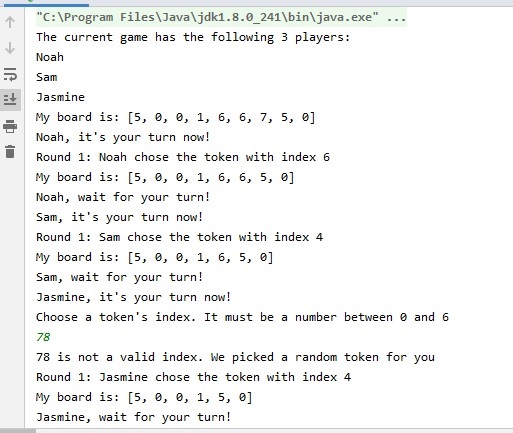 "C:\Program Files\Java\jdk1.8.0_241\bin\java.exe" ...
The current game has the following 3 players:
Noah
Sam
Jasmine
My board is: [5, 0, 0, 1, 6, 6, 7, 5, 0]
Noah, it's your turn now!
Round 1: Noah chose the token with index 6
My board is: [5, 0, 0, 1, 6, 6, 5, 0]
Noah, wait for your turn!
Sam, it's your turn now!
Round 1: Sam chose the token with index 4
My board is: [5, 0, 0, 1, 6, 5, 0]
Sam, wait for your turn!
Jasmine, it's your turn now!
Choose a token's index. It must be a number between 0 and 6
78
78 is not a valid index. We picked a random token for you
Round 1: Jasmine chose the token with index 4
My board is: [5, 0, 0, 1, 5, 0]
Jasmine, wait for your turn!